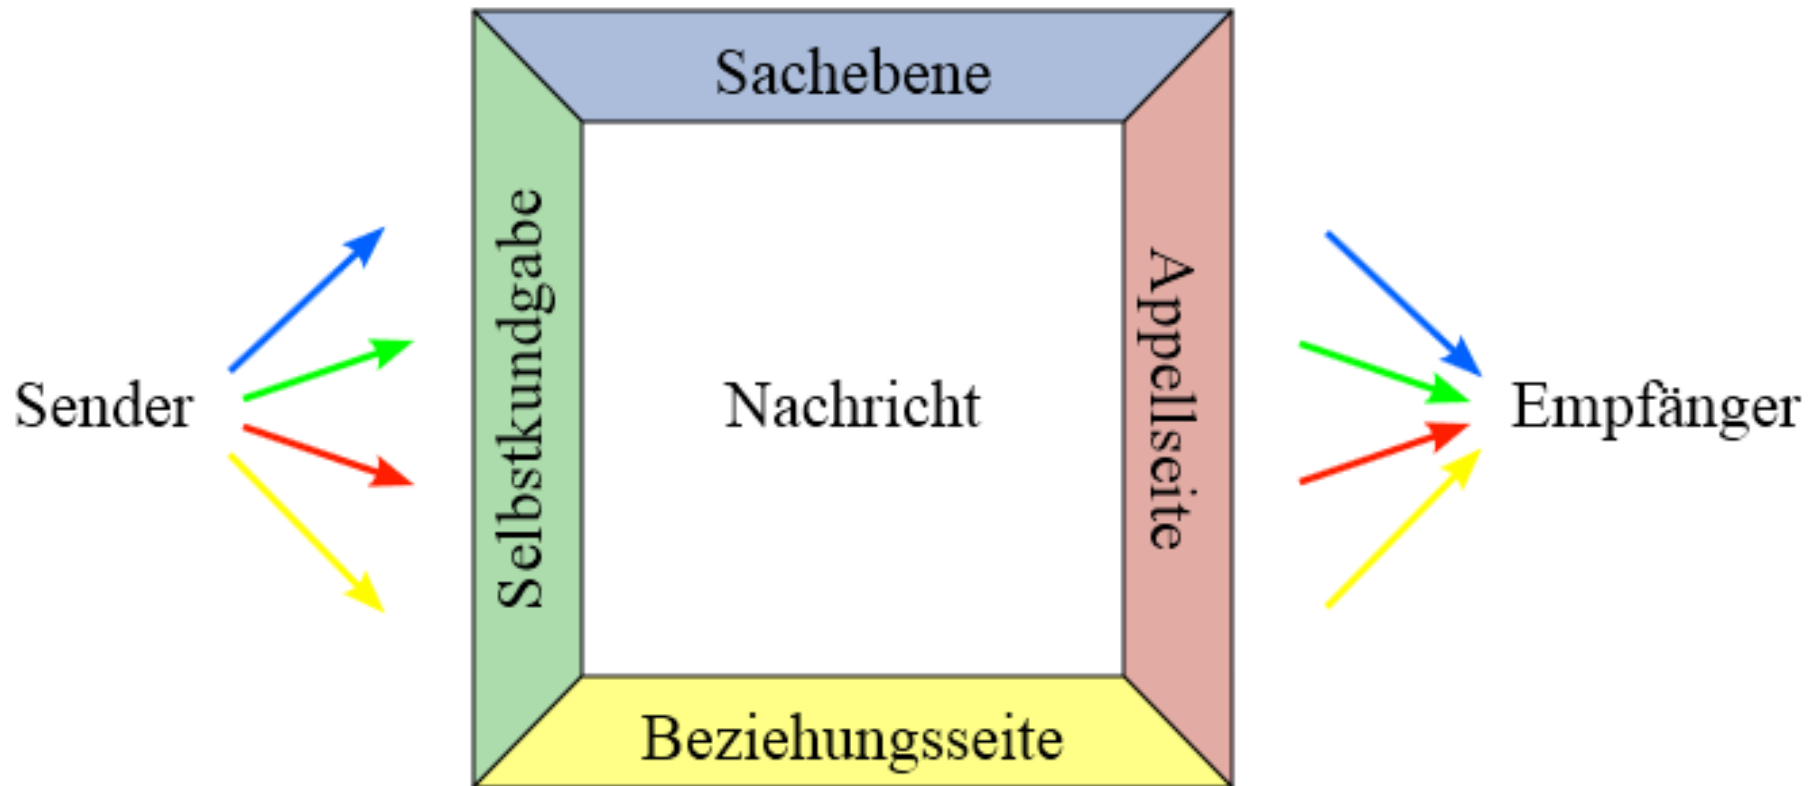 Sachebene
Selbstkundgabe
Appellseite
Sender
Nachricht
Empfänger
Beziehungsseite